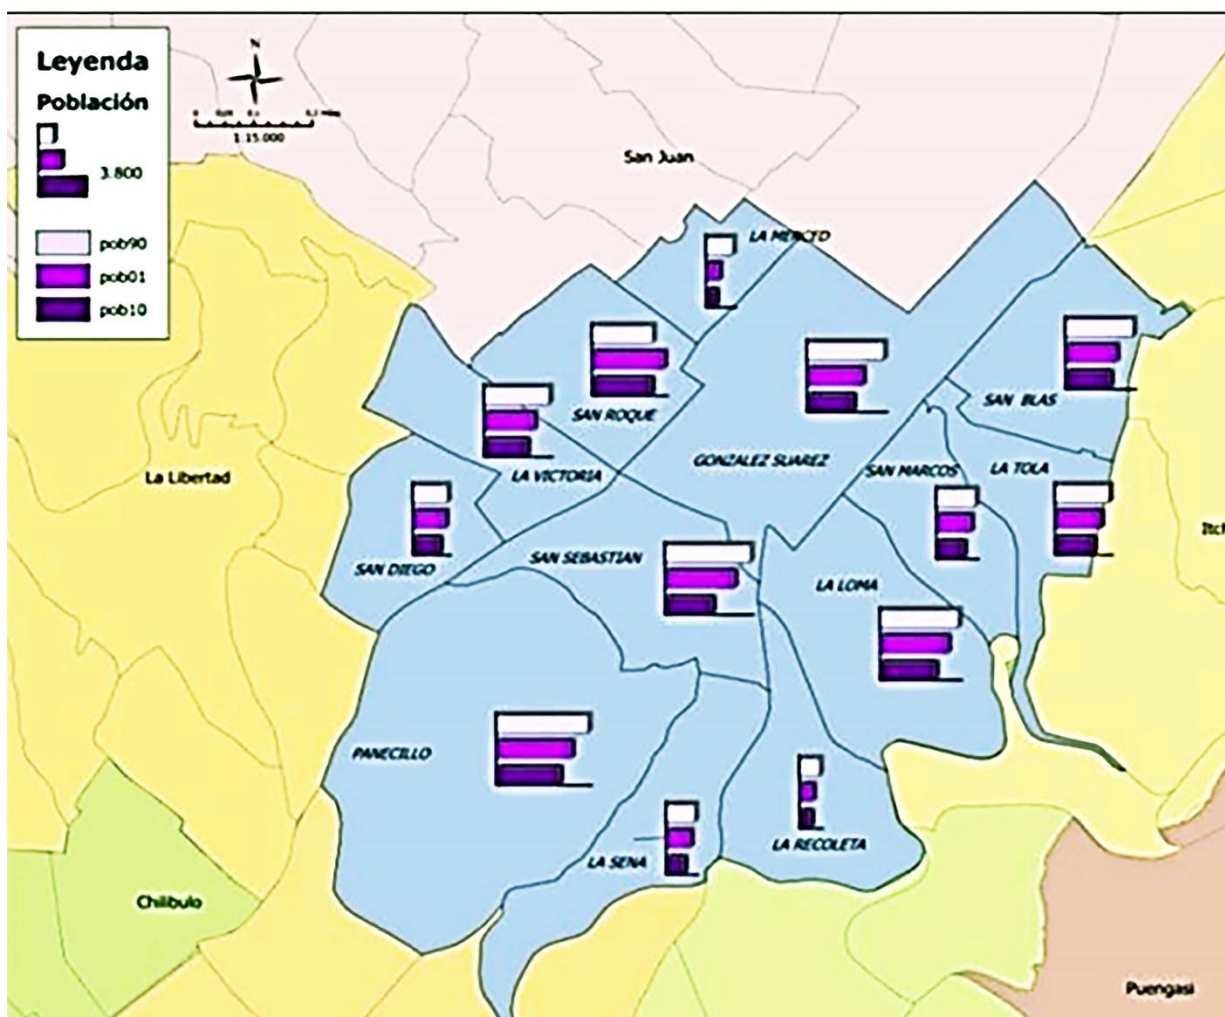 Leyenda
Población
3.800
pob90
pob01
pob10
N
1:15.000
San Juan
LA MERCED
SAN ROQUE
LA VICTORIA
GONZALEZ SUAREZ
SAN BLAS
SAN MARCOS
LA TOLA
La Libertad
Itch
SAN DIEGO
SAN SEBASTIAN
LA LOMA
PANECILLO
LA SENA
LA RECOLETA
Chilibulo
Puengasi